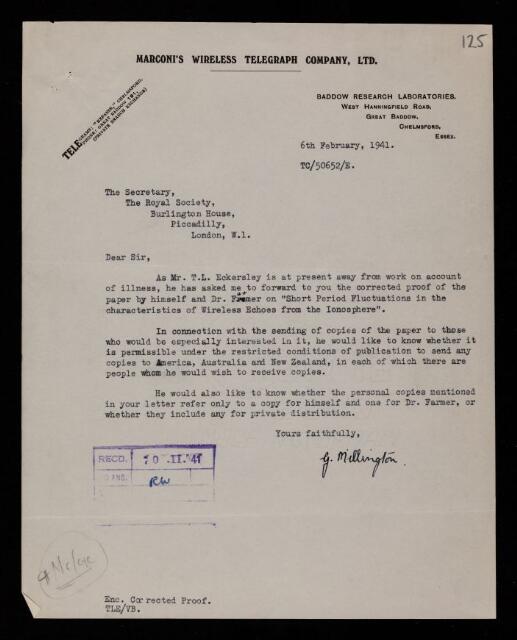 125
MARCONI'S WIRELESS TELEGRAPH COMPANY, LTD.
BADDOW RESEARCH LABORATORIES.
WEST HANNINGFIELD ROAD,
GREAT BADDOW,
CHELMSFORD,
ESSEX.
6th February, 1941.
TC/50652/E.
The Secretary,
The Royal Society,
Burlington House,
Piccadilly,
London, W.1.
Dear Sir,
As Mr. T.L. Eckersley is at present away from work on account
of illness, he has asked me to forward to you the corrected proof of the
paper by himself and Dr. Farmer on "Short Period Fluctuations in the
characteristics of Wireless Echoes from the Ionosphere".
In connection with the sending of copies of the paper to those
who would be especially interested in it, he would like to know whether it
is permissible under the restricted conditions of publication to send any
copies to America, Australia and New Zealand, in each of which there are
people whom he would wish to receive copies.
He would also like to know whether the personal copies mentioned
in your letter refer only to a copy for himself and one for Dr. Farmer, or
whether they include any for private distribution.
Yours faithfully,
G. Millington.
RECD. 10 .II.'41
ANS. RW
Enc. Corrected Proof.
TLE/VB.